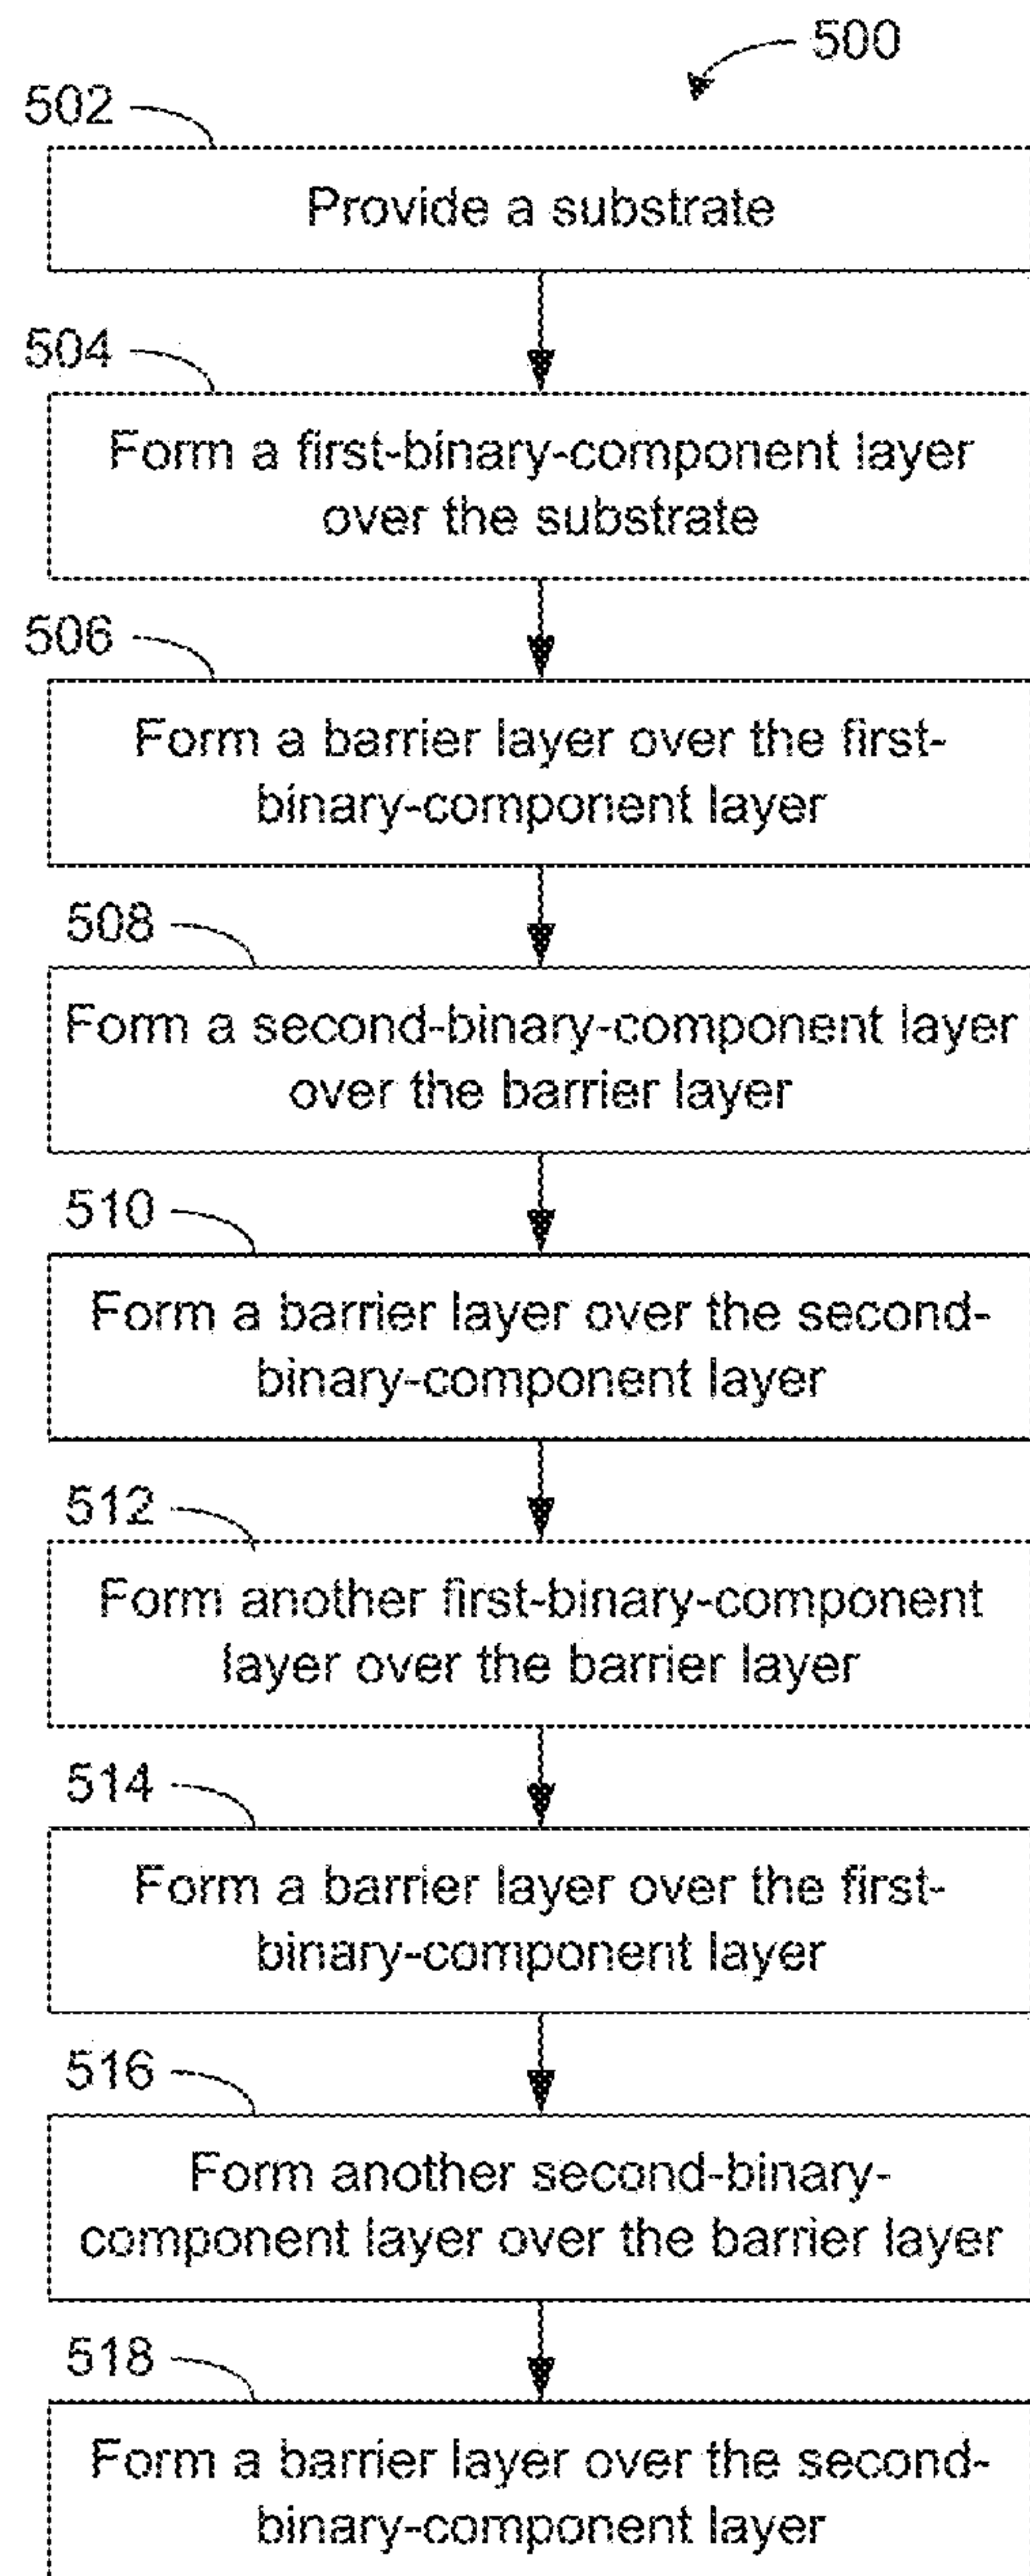 500
502
Provide a substrate
504
Form a first-binary-component layer
over the substrate
506
Form a barrier layer over the first-
binary-component layer
508
Form a second-binary-component layer
over the barrier layer
510
Form a barrier layer over the second-
binary-component layer
512
Form another first-binary-component
layer over the barrier layer
514
Form a barrier layer over the first-
binary-component layer
516
Form another second-binary-
component layer over the barrier layer
518
Form a barrier layer over the second-
binary-component layer